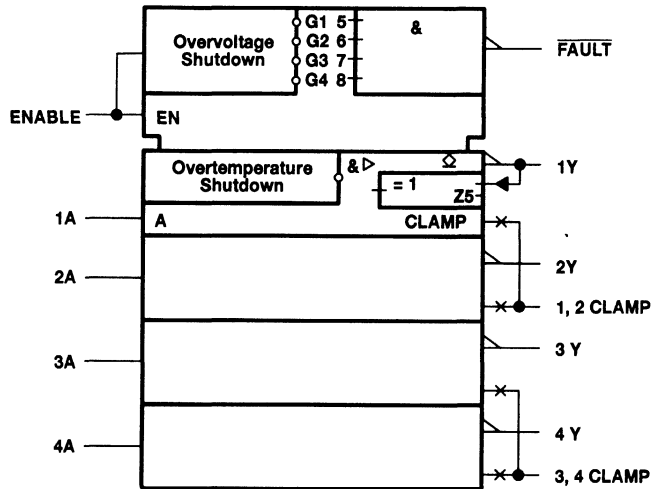 Overvoltage
Shutdown
G1 5
G2 6
G3 7
G4 8
&
FAULT
ENABLE
EN
Overtemperature
Shutdown
& ▷
1Y
= 1
Z5
1A
A
CLAMP
2A
2Y
1, 2 CLAMP
3A
3 Y
4A
4 Y
3, 4 CLAMP